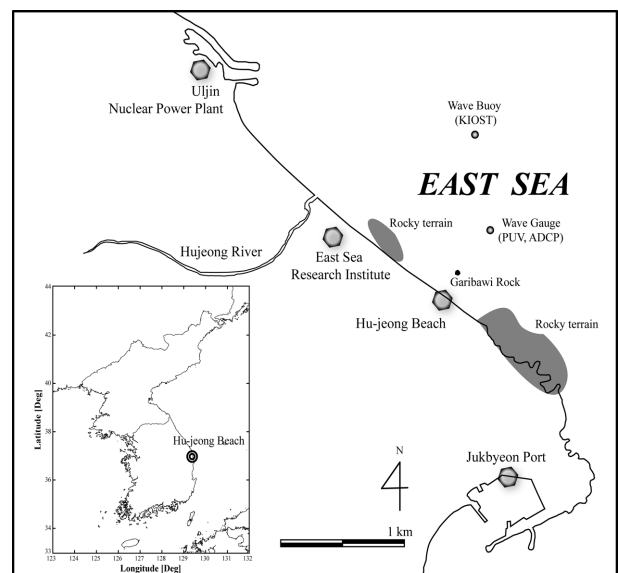 Uljin
Nuclear Power Plant
Wave Buoy
(KIOST)
EAST SEA
Rocky terrain
Wave Gauge
(PUV, ADCP)
Hujeong River
East Sea
Research Institute
Garibawi Rock
Hu-jeong Beach
Rocky terrain
Jukbyeon Port
N
1 km
44
42
40
38
36
34
33
Latitude [Deg]
Hu-jeong Beach
123 124 125 126 127 128 129 130 131 132
Longitude [Deg]